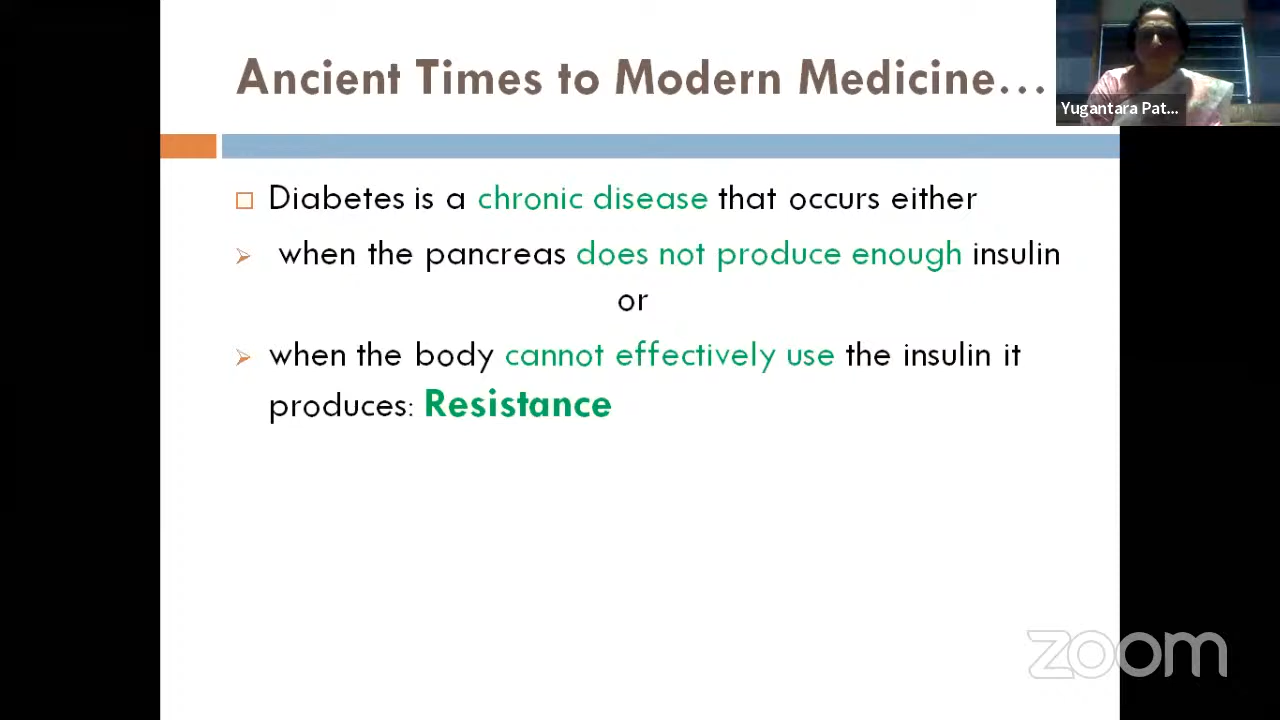 Ancient Times to Modern Medicine...
Yugantara Pat...
Diabetes is a chronic disease that occurs either
when the pancreas does not produce enough insulin
or
when the body cannot effectively use the insulin it
produces: Resistance
zoom